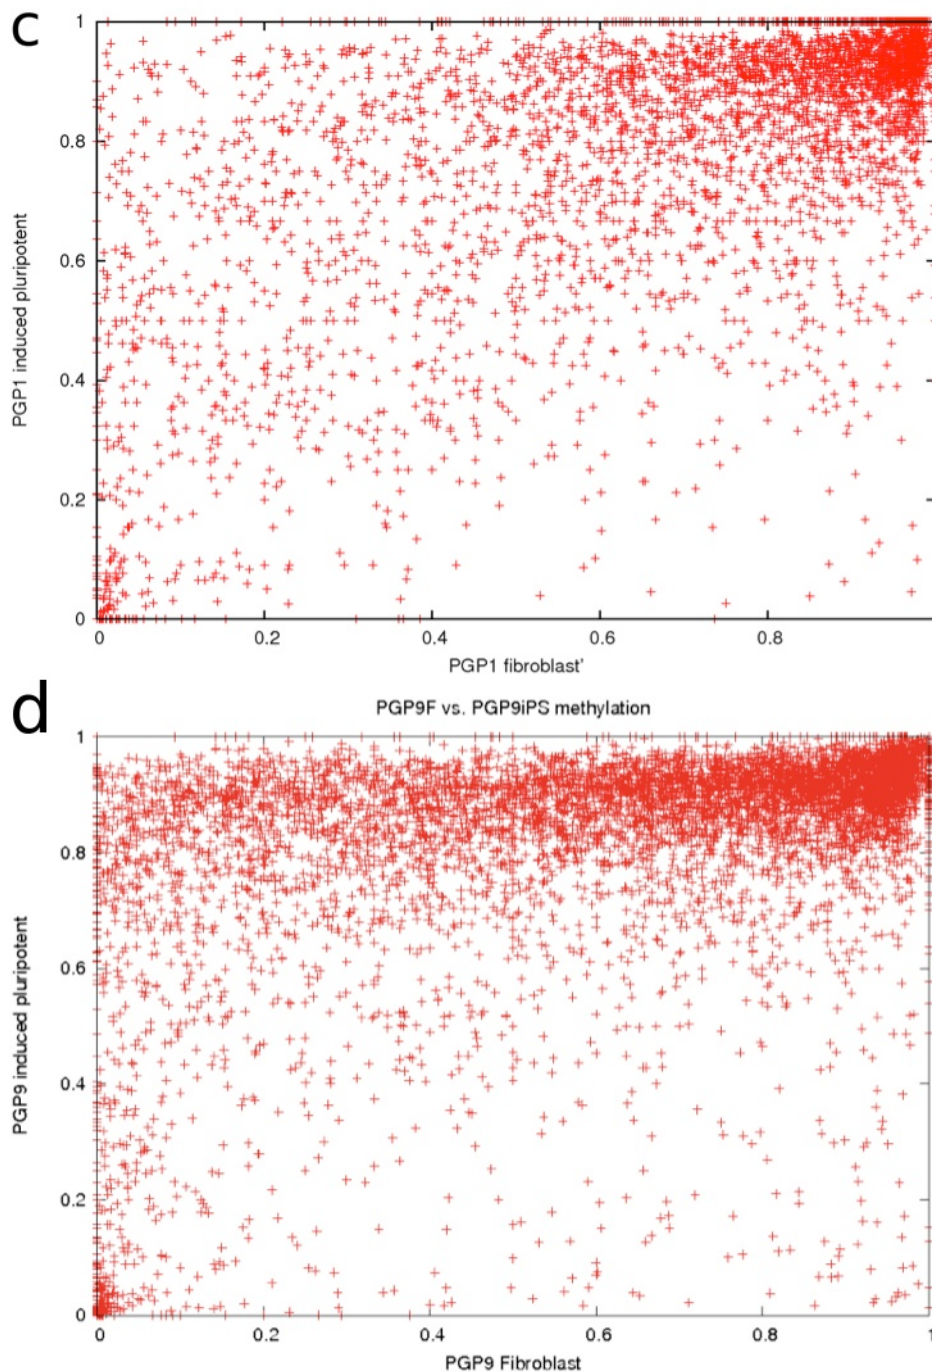 c
1
0.8
0.6
0.4
0.2
0
PGP1 induced pluripotent
0 0.2 0.4 0.6 0.8
PGP1 fibroblast'
d
PGP9F vs. PGP9iPS methylation
1
0.8
0.6
0.4
0.2
0
PGP9 induced pluripotent
0 0.2 0.4 0.6 0.8 1
PGP9 Fibroblast